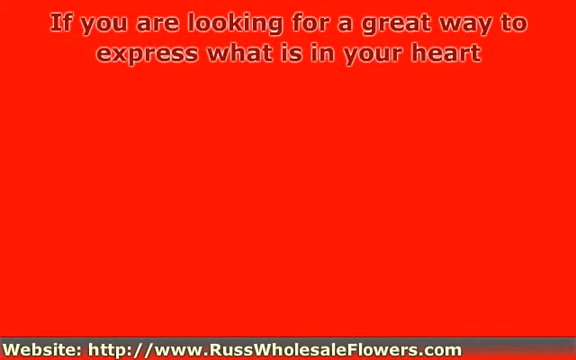 If you are looking for a great way to
express what is in your heart
Website: http://www.RussWholesaleFlowers.com